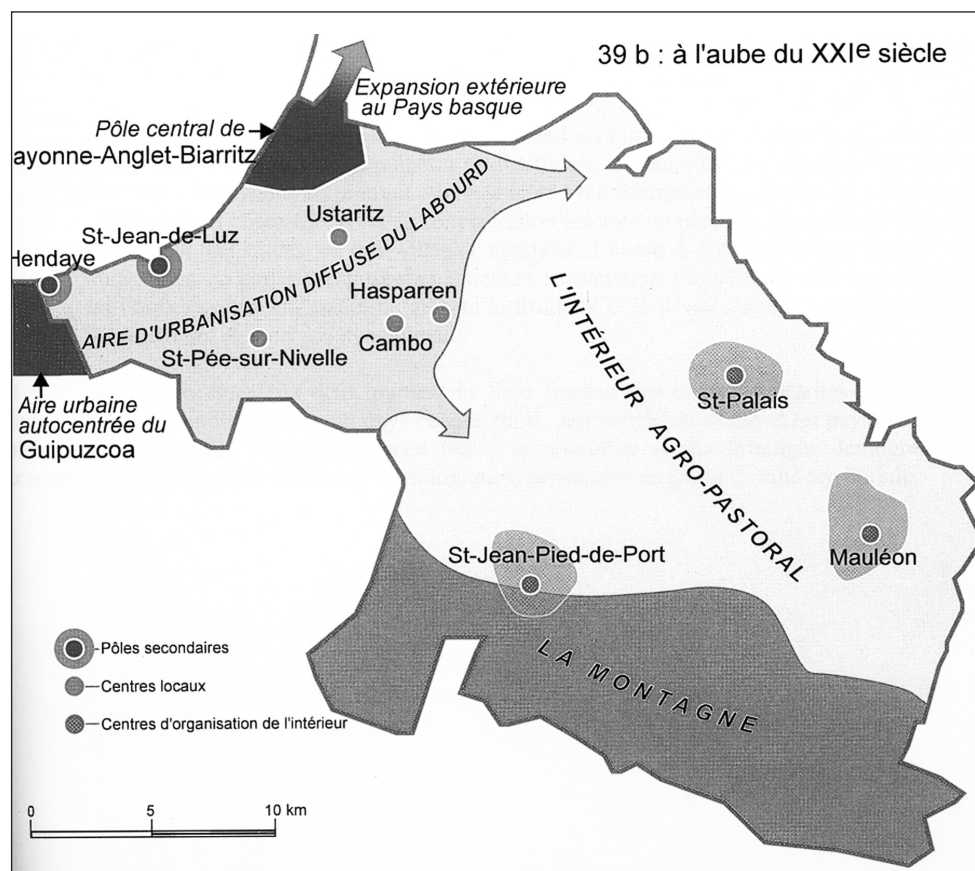 39 b : à l'aube du XXIe siècle
Expansion extérieure
au Pays basque
Pôle central de
ayonne-Anglet-Biarritz
Ustaritz
St-Jean-de-Luz
Hendaye
AIRE D'URBANISATION DIFFUSE DU LABOURD
Hasparren
Cambo
St-Pée-sur-Nivelle
L'INTÉRIEUR AGRO-PASTORAL
St-Palais
Aire urbaine
autocentrée du
Guipuzcoa
St-Jean-Pied-de-Port
Mauléon
LA MONTAGNE
Pôles secondaires
Centres locaux
Centres d'organisation de l'intérieur
0 5 10 km